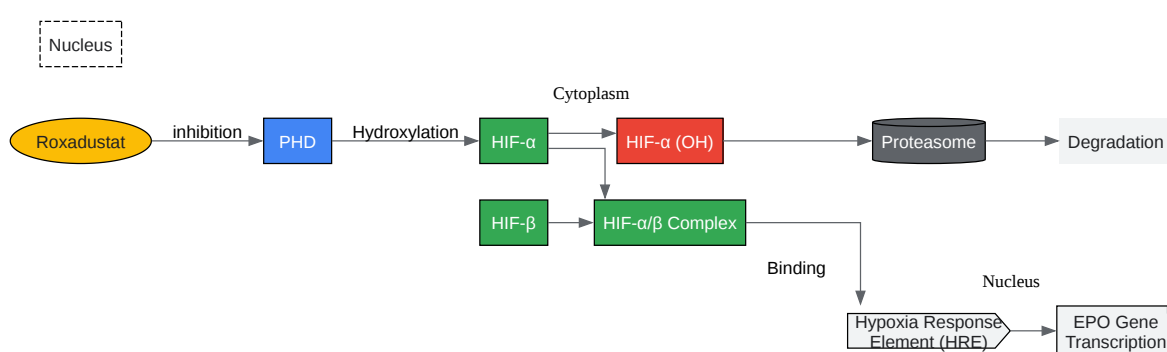 Nucleus
Cytoplasm
Roxadustat
inhibition
PHD
Hydroxylation
HIF-α
HIF-α (OH)
Proteasome
Degradation
HIF-β
HIF-α/β Complex
Binding
Nucleus
Hypoxia Response
Element (HRE)
EPO Gene
Transcription